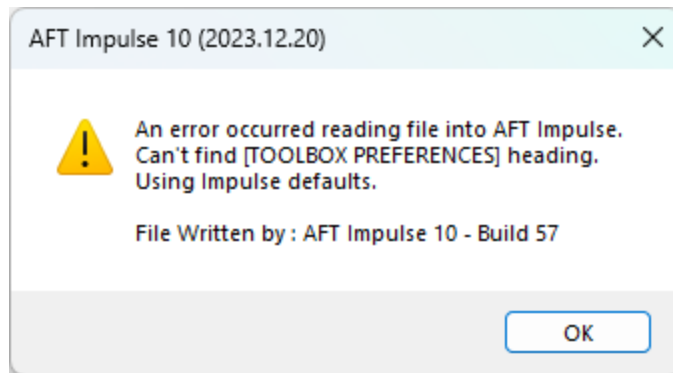 AFT Impulse 10 (2023.12.20)
An error occurred reading file into AFT Impulse.
Can't find [TOOLBOX PREFERENCES] heading.
Using Impulse defaults.
File Written by : AFT Impulse 10 - Build 57
OK